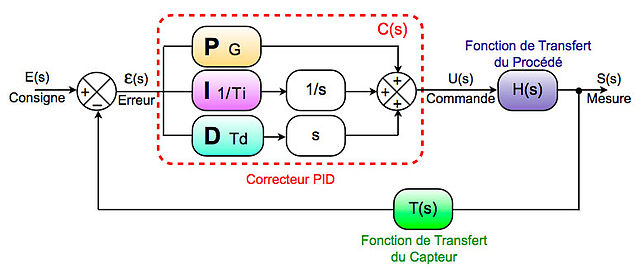 C(s)
Fonction de Transfert
du Procédé
P G
E(s)
Consigne
+
−
Ɛ(s)
Erreur
I 1/Ti
1/s
+
+
+
U(s)
Commande
H(s)
S(s)
Mesure
D Td
s
Correcteur PID
T(s)
Fonction de Transfert
du Capteur